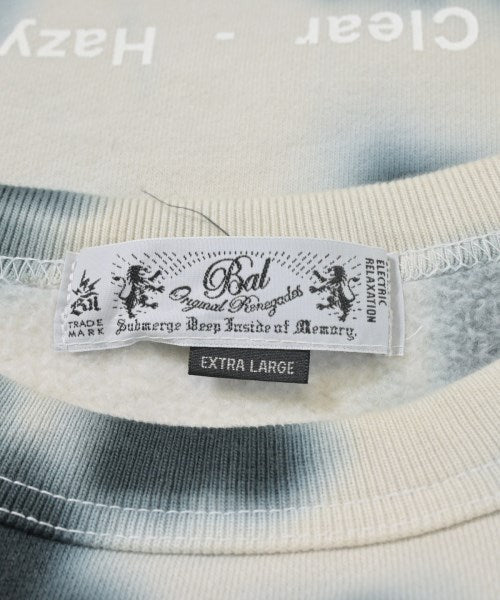 Clear - Hazy
Bal
Original Renegades
Submerge Deep Inside of Memory.
TRADE
MARK
ELECTRIC
RELAXATION
EXTRA LARGE